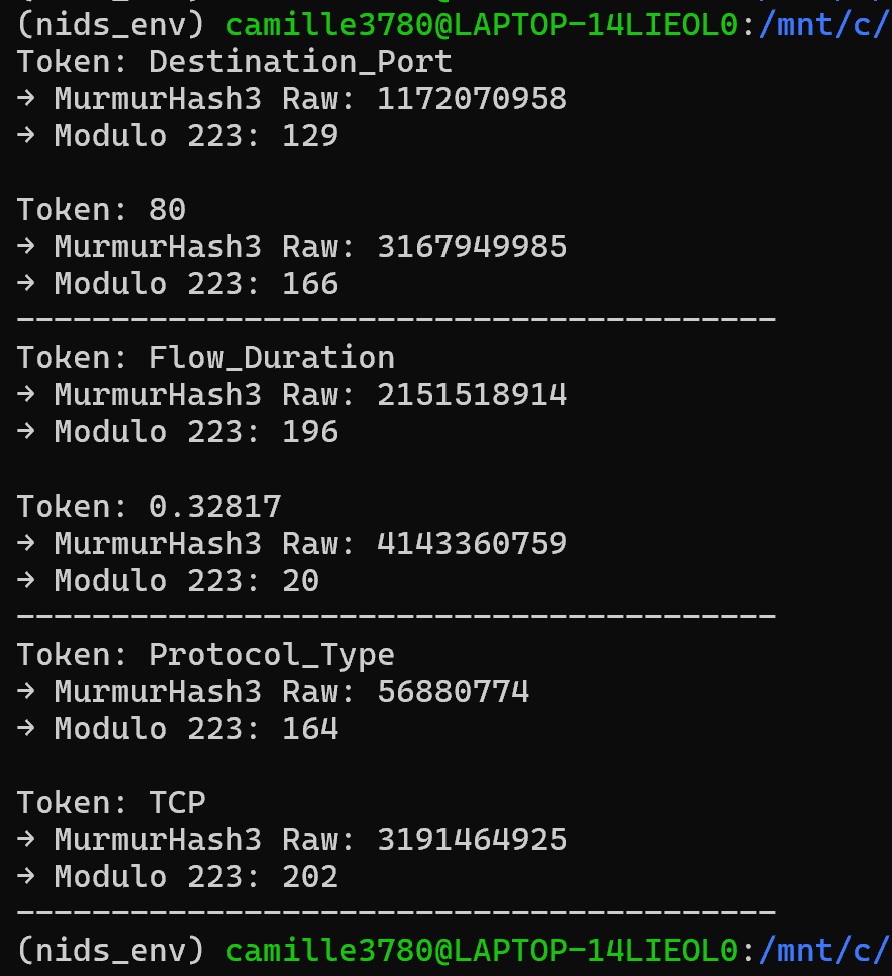 (nids_env) camille3780@LAPTOP-14LIEOL0:/mnt/c/
Token: Destination_Port
→ MurmurHash3 Raw: 1172070958
→ Modulo 223: 129
Token: 80
→ MurmurHash3 Raw: 3167949985
→ Modulo 223: 166
----------------------------------------
Token: Flow_Duration
→ MurmurHash3 Raw: 2151518914
→ Modulo 223: 196
Token: 0.32817
→ MurmurHash3 Raw: 4143360759
→ Modulo 223: 20
----------------------------------------
Token: Protocol_Type
→ MurmurHash3 Raw: 56880774
→ Modulo 223: 164
Token: TCP
→ MurmurHash3 Raw: 3191464925
→ Modulo 223: 202
----------------------------------------
(nids_env) camille3780@LAPTOP-14LIEOL0:/mnt/c/